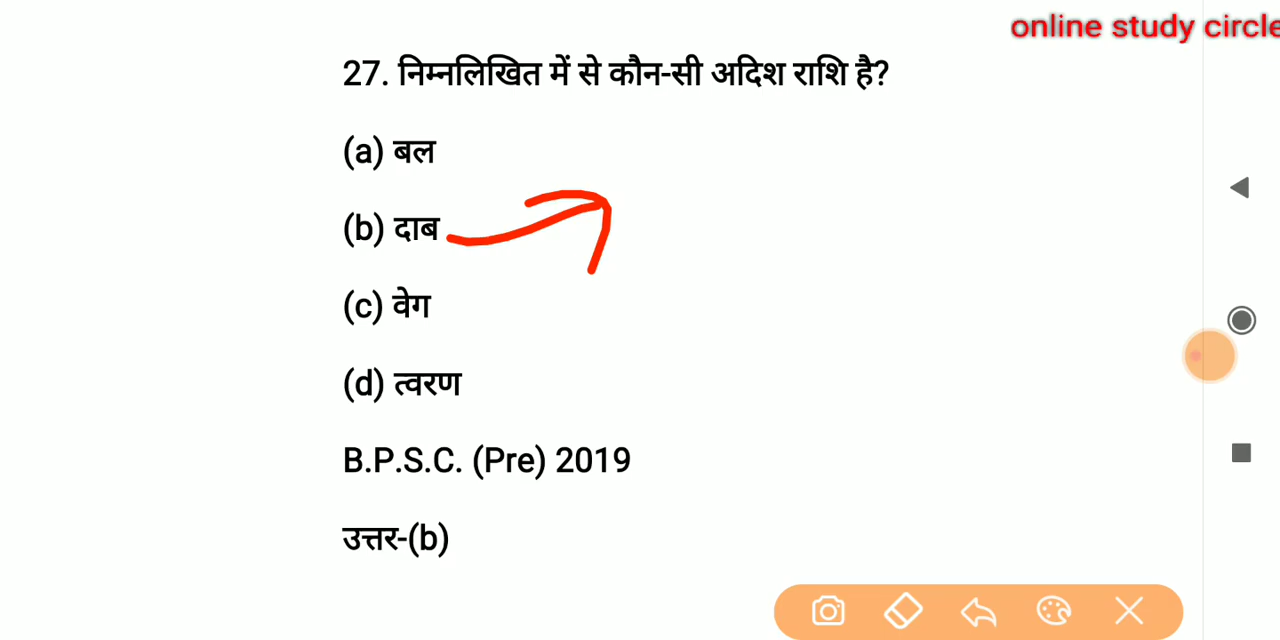 online study circle
27. निम्नलिखित में से कौन-सी अदिश राशि है?
(a) बल
(b) दाब
(c) वेग
(d) त्वरण
B.P.S.C. (Pre) 2019
उत्तर-(b)